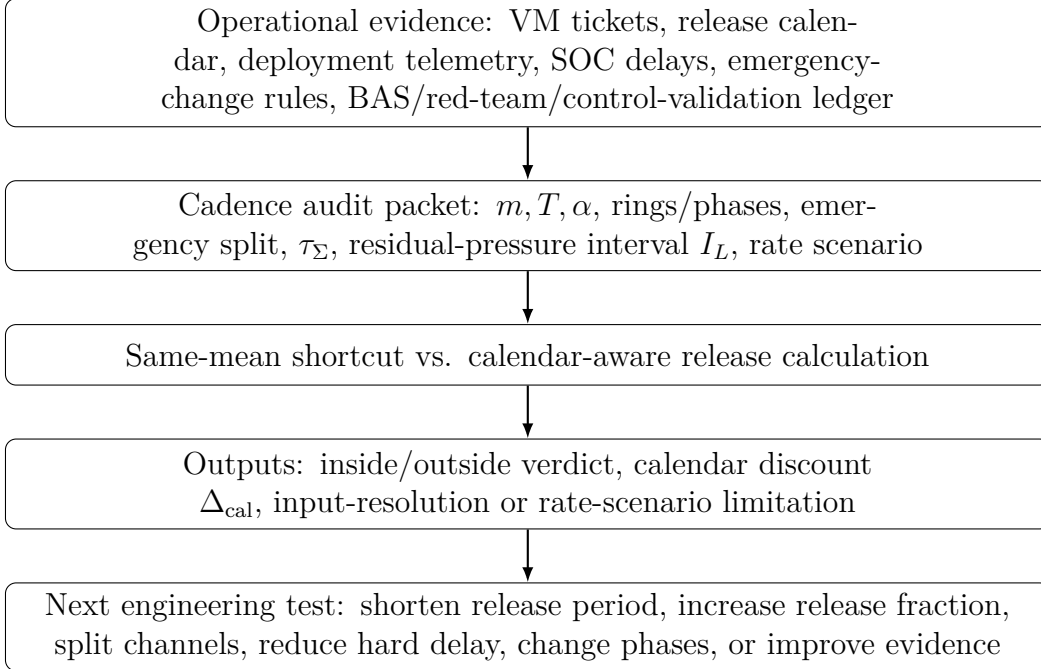 Operational evidence: VM tickets, release calen-
dar, deployment telemetry, SOC delays, emergency-
change rules, BAS/red-team/control-validation ledger
Cadence audit packet: m, T, α, rings/phases, emer-
gency split, τ_Σ, residual-pressure interval I_L, rate scenario
Same-mean shortcut vs. calendar-aware release calculation
Outputs: inside/outside verdict, calendar discount
Δ_cal, input-resolution or rate-scenario limitation
Next engineering test: shorten release period, increase release fraction,
split channels, reduce hard delay, change phases, or improve evidence